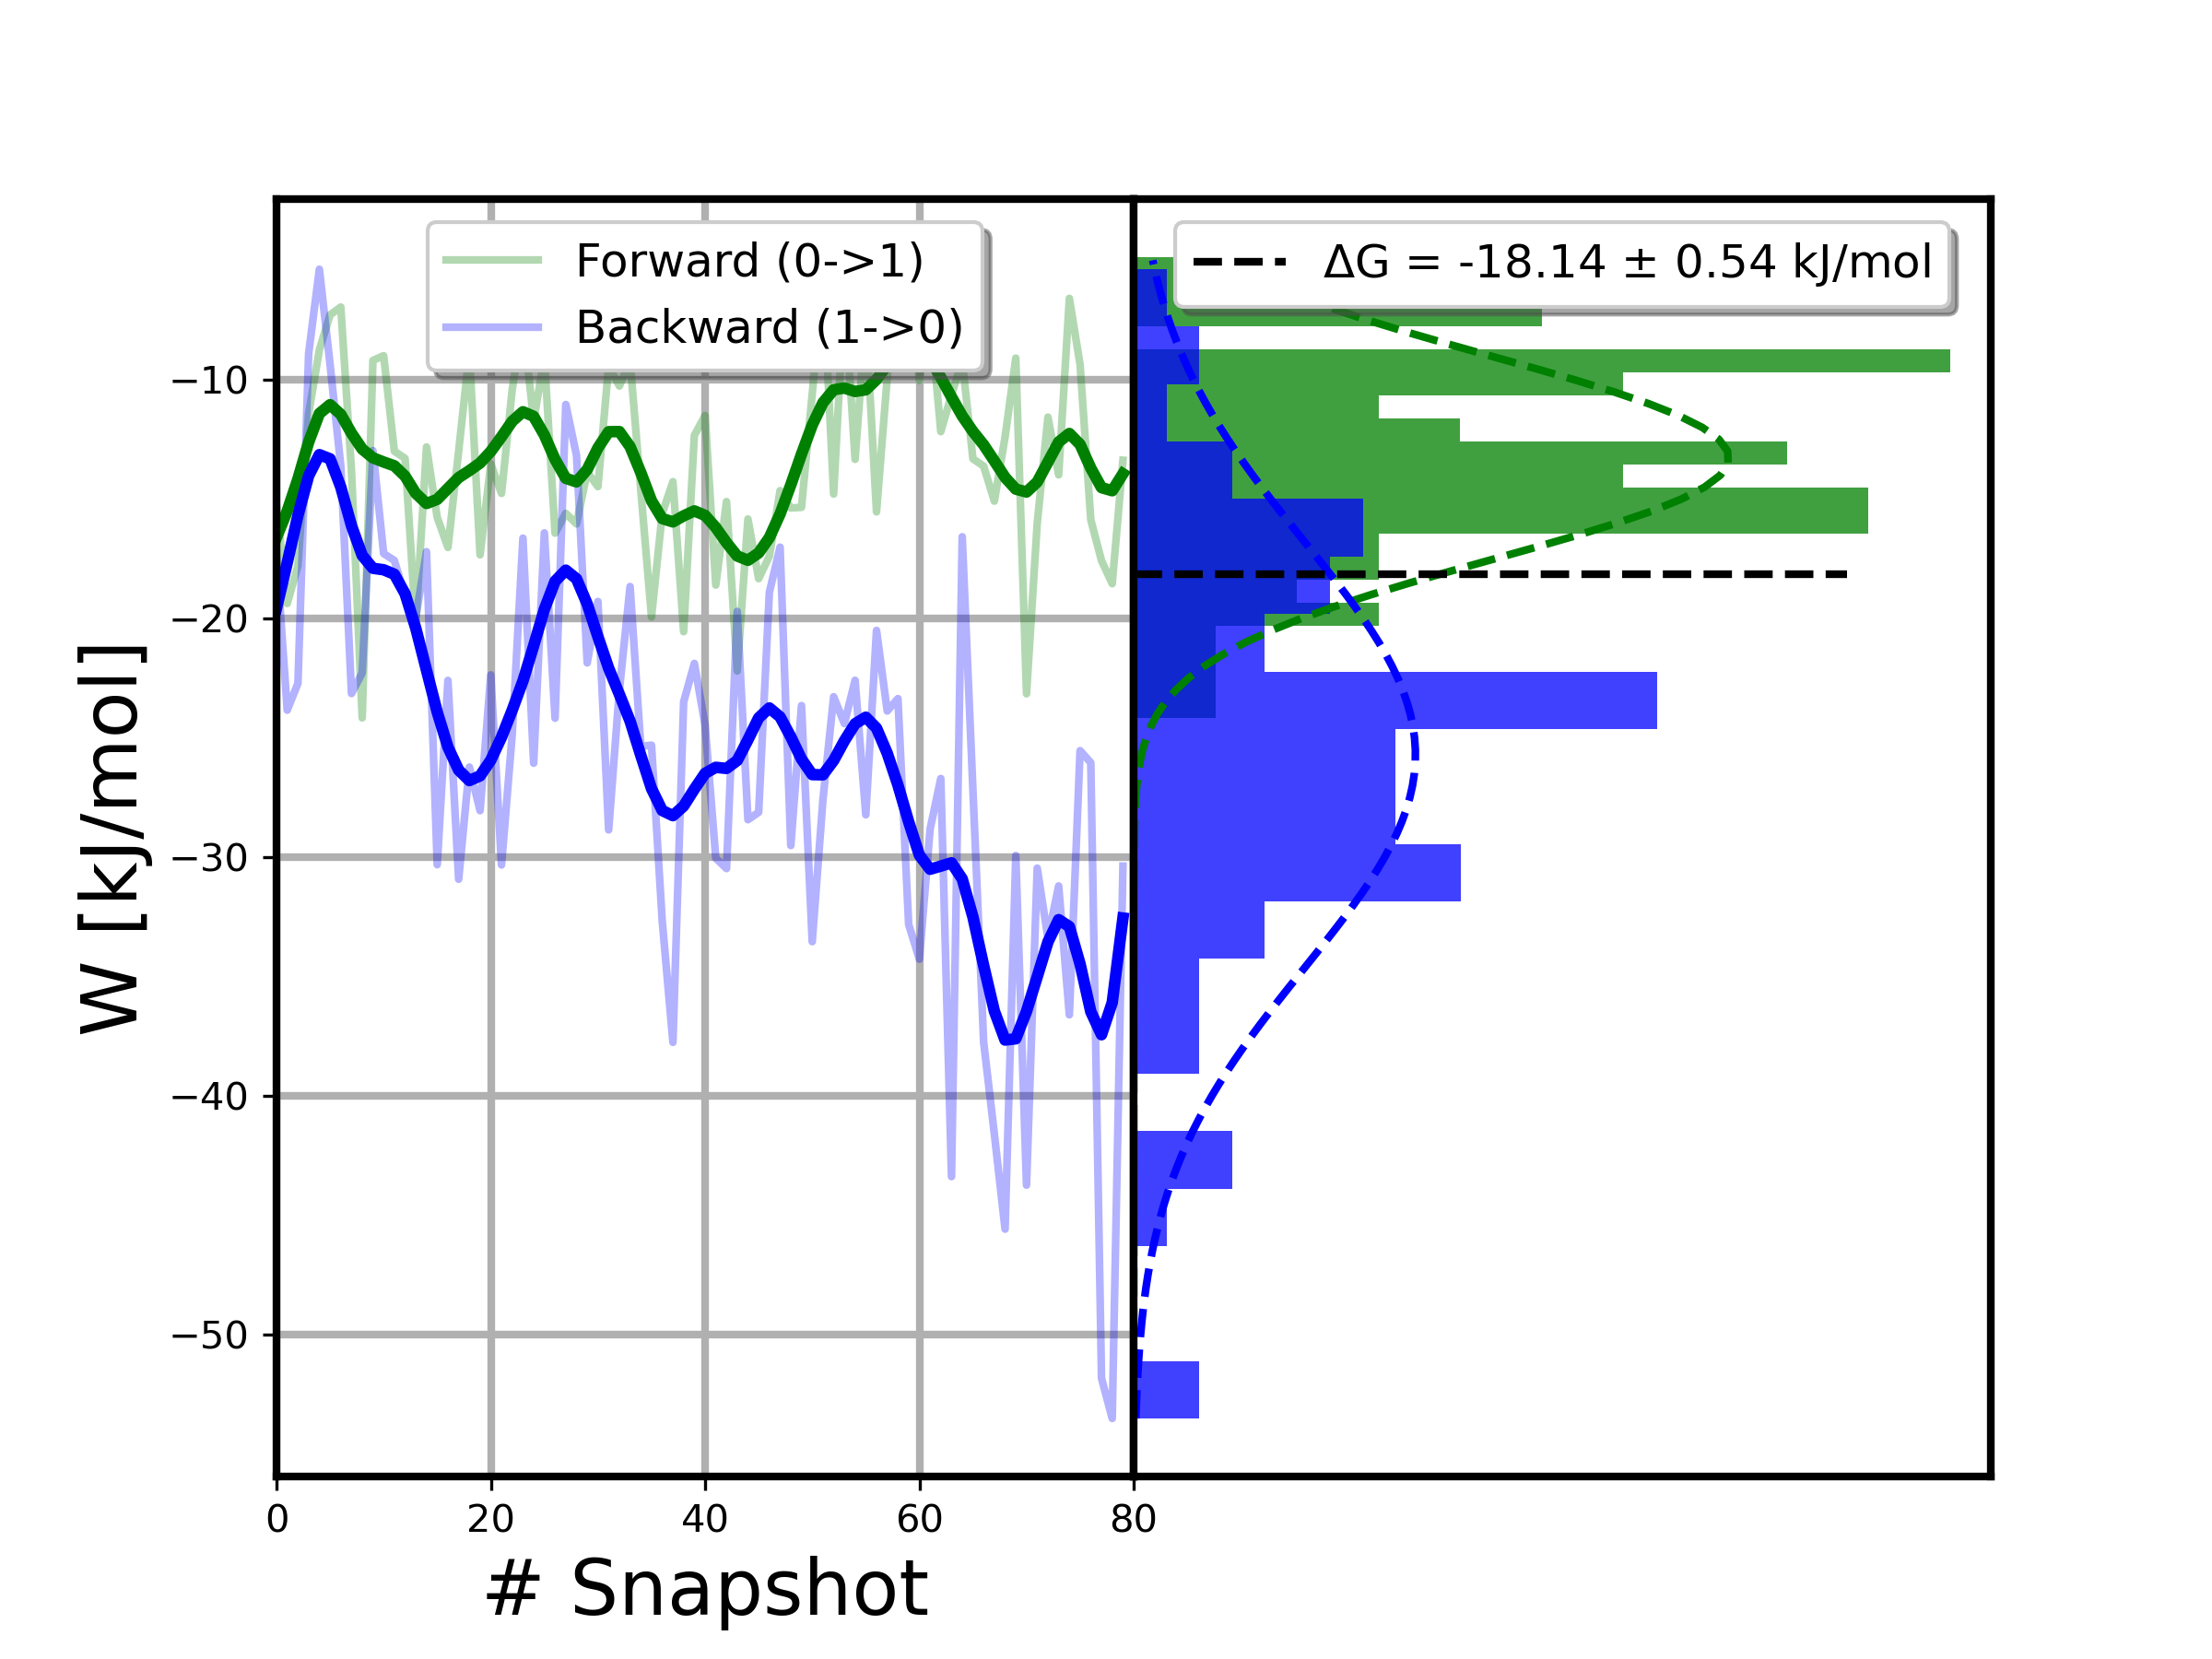 Forward (0->1)
Backward (1->0)
ΔG = -18.14 ± 0.54 kJ/mol
W [kJ/mol]
−10
−20
−30
−40
−50
0 20 40 60 80
# Snapshot